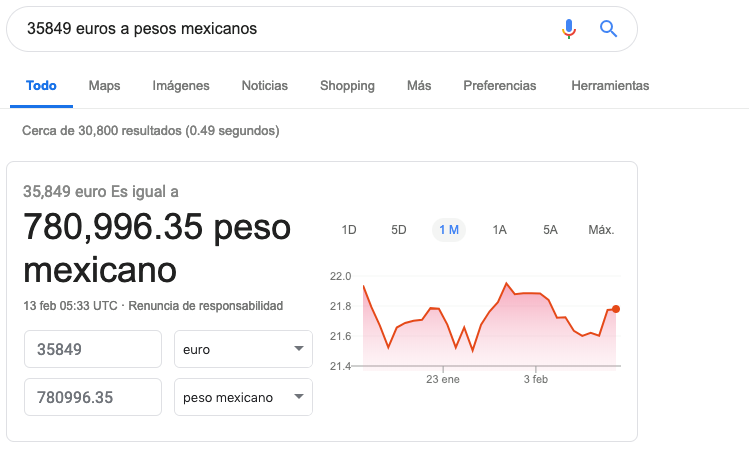 35849 euros a pesos mexicanos
Todo Maps Imágenes Noticias Shopping Más Preferencias Herramientas
Cerca de 30,800 resultados (0.49 segundos)
35,849 euro Es igual a
780,996.35 peso
mexicano
13 feb 05:33 UTC · Renuncia de responsabilidad
35849 euro
780996.35 peso mexicano
1D 5D 1 M 1A 5A Máx.
22.0
21.8
21.6
21.4
23 ene 3 feb